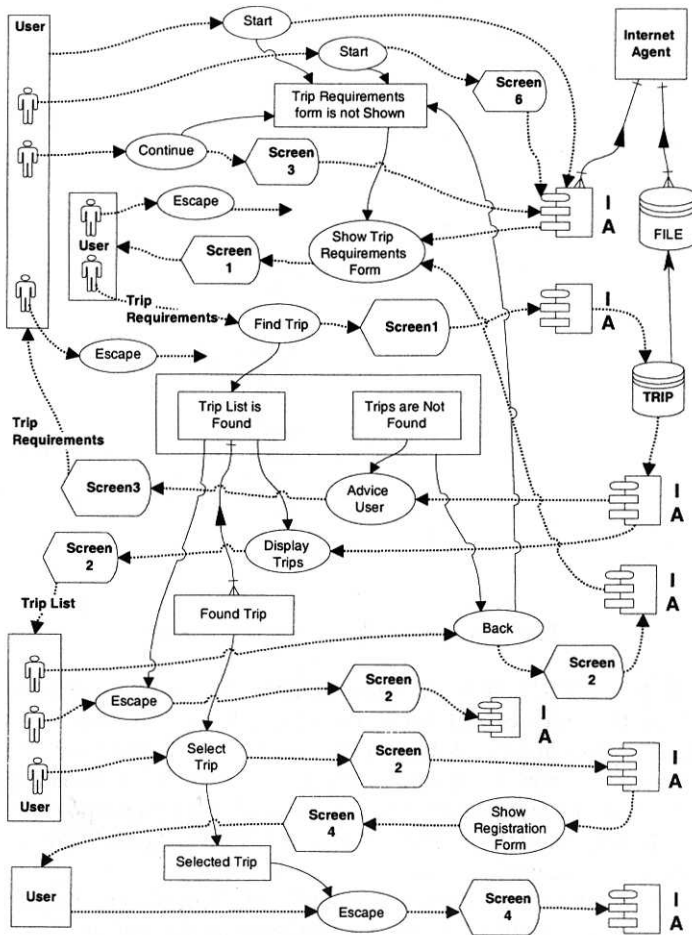 User
Start
Internet
Agent
Start
Screen
6
Trip Requirements
form is not Shown
Continue
Screen
3
Escape
I
A
FILE
User
Screen
1
Show Trip
Requirements
Form
Trip
Requirements
Find Trip
Screen1
I
A
Escape
TRIP
Trip List is
Found
Trips are Not
Found
Trip
Requirements
Screen3
Advice
User
I
A
Screen
2
Display
Trips
Trip List
Found Trip
I
A
Back
Screen
2
Escape
Screen
2
I
A
Select
Trip
Screen
2
I
A
User
Screen
4
Show
Registration
Form
Selected Trip
User
Escape
Screen
4
I
A